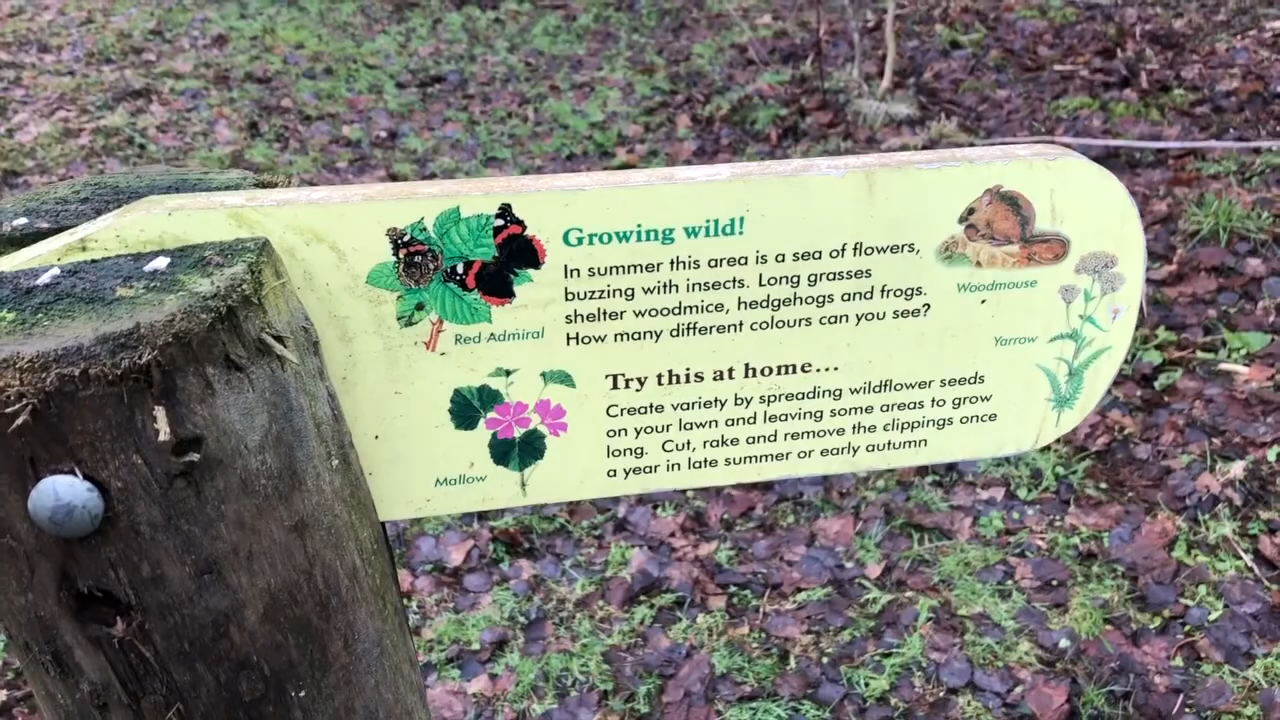 Growing wild!
In summer this area is a sea of flowers,
buzzing with insects. Long grasses
shelter woodmice, hedgehogs and frogs.
How many different colours can you see?
Red Admiral
Woodmouse
Yarrow
Try this at home...
Create variety by spreading wildflower seeds
on your lawn and leaving some areas to grow
long. Cut, rake and remove the clippings once
a year in late summer or early autumn
Mallow